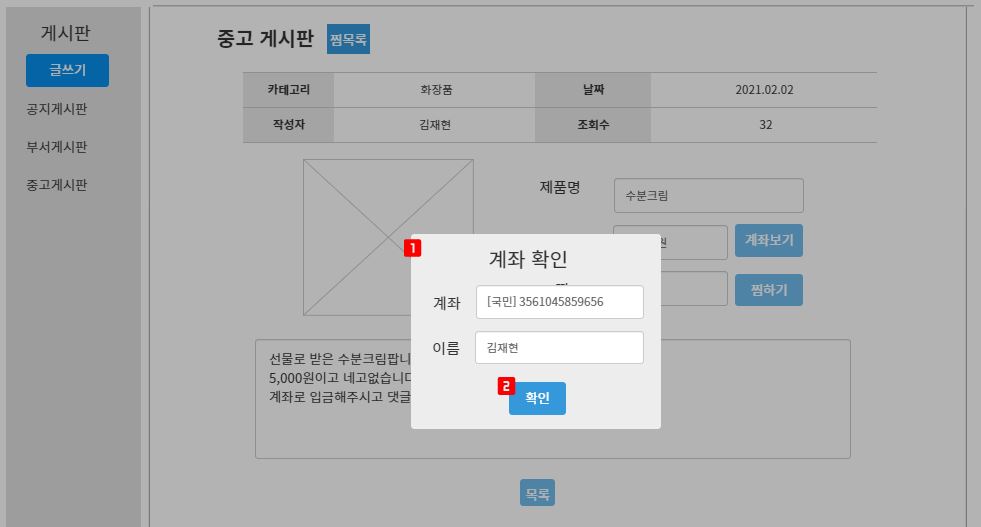 게시판
글쓰기
공지게시판
부서게시판
중고게시판
중고 게시판 찜목록
카테고리 화장품 날짜 2021.02.02
작성자 김재현 조회수 32
제품명 수분크림
원 계좌보기
찜하기
1
계좌 확인
계좌 [국민] 3561045859656
이름 김재현
2
확인
선물로 받은 수분크림팝니
5,000원이고 네고없습니다
계좌로 입금해주시고 댓글
목록